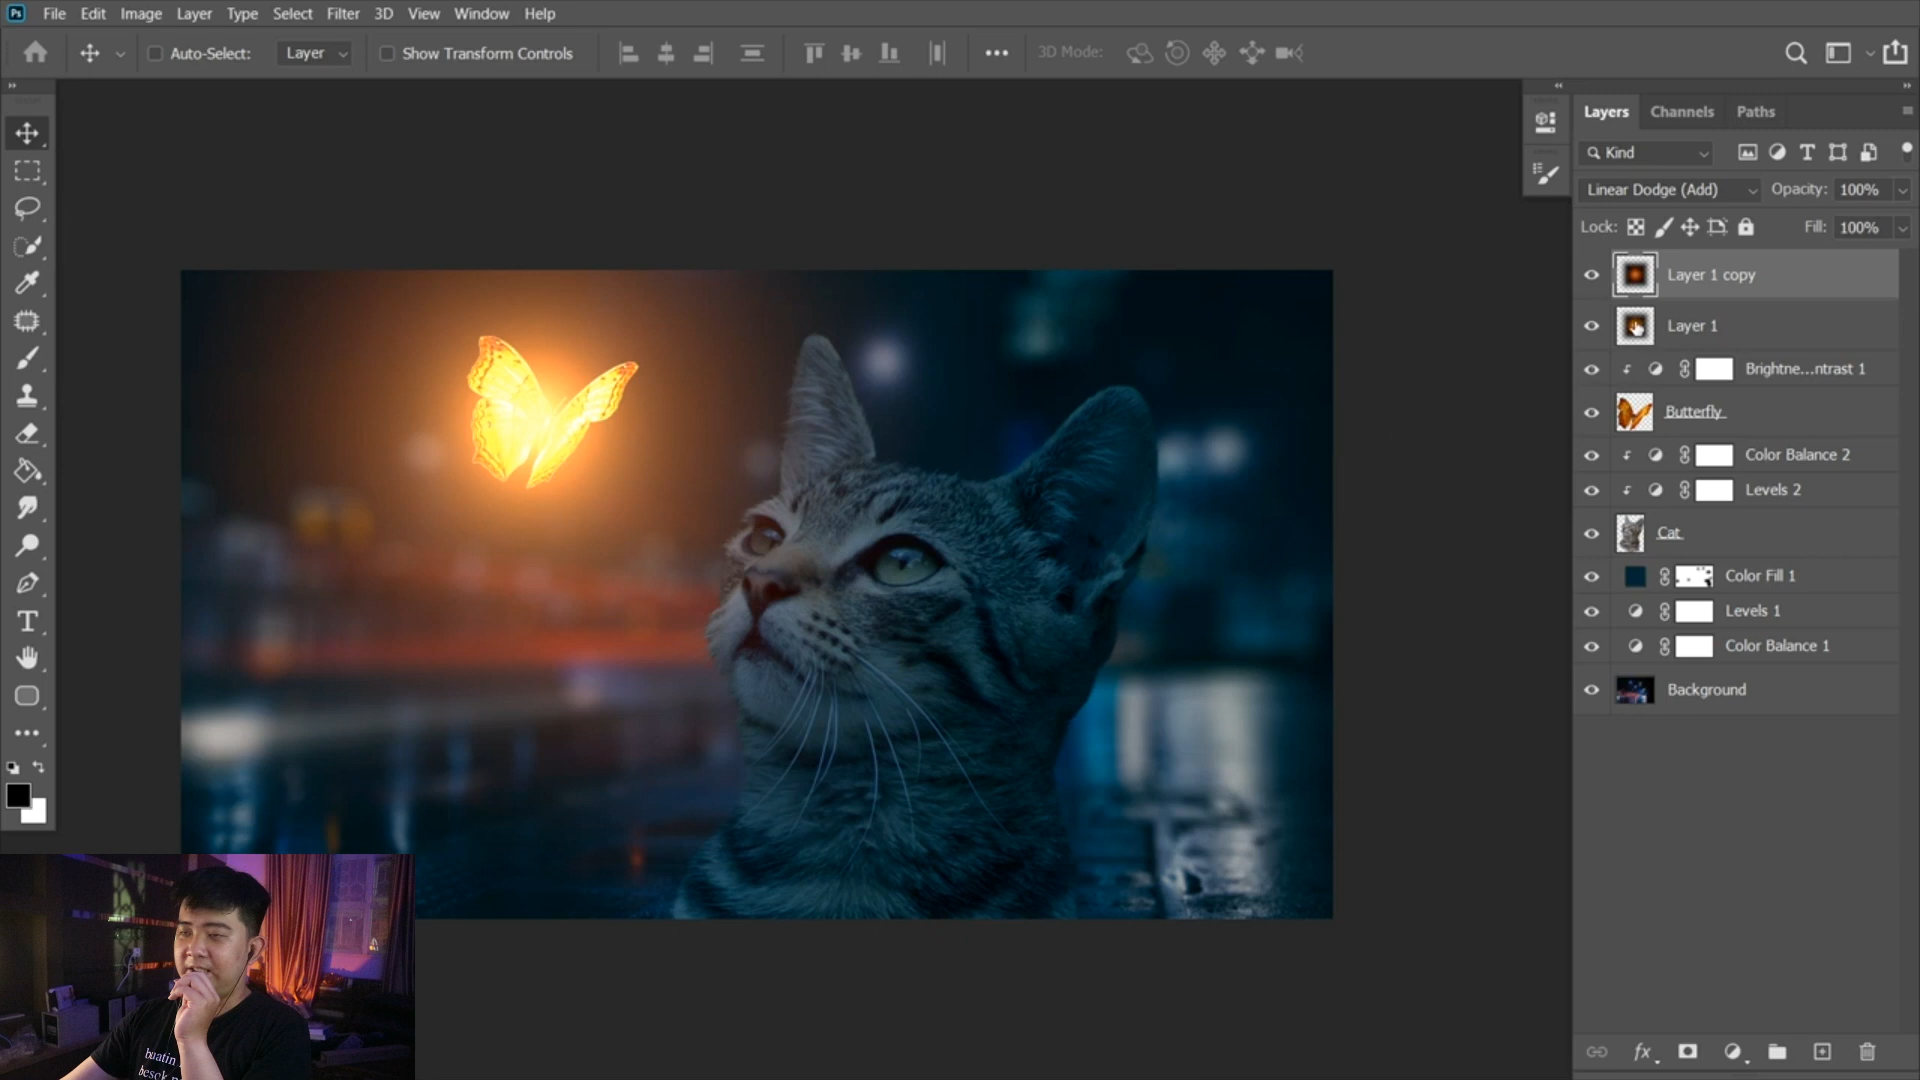 Ps File Edit Image Layer Type Select Filter 3D View Window Help
Auto-Select: Layer Show Transform Controls 3D Mode:
Layers Channels Paths
Kind
Linear Dodge (Add) Opacity: 100%
Lock: Fill: 100%
Layer 1 copy
Layer 1
Brightne...ntrast 1
Butterfly
Color Balance 2
Levels 2
Cat
Color Fill 1
Levels 1
Color Balance 1
Background
fx
buatin